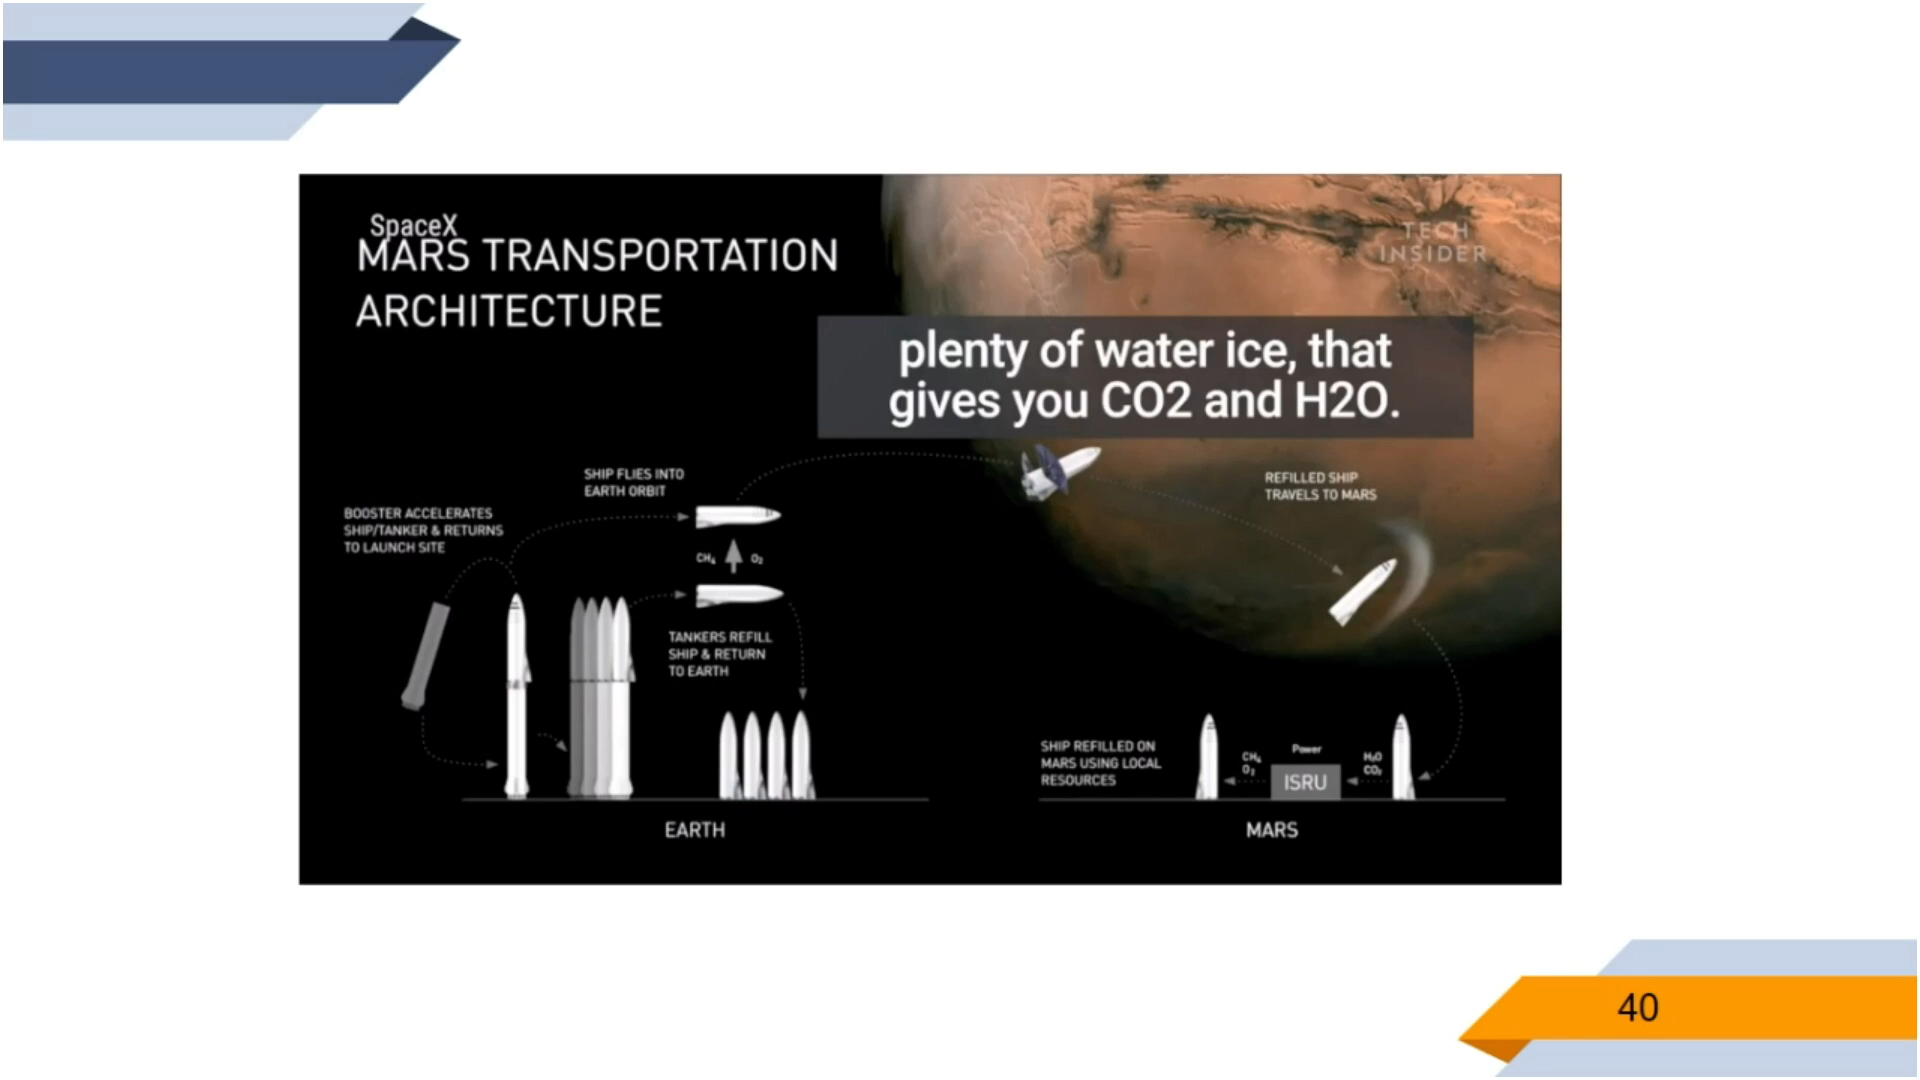 SpaceX
MARS TRANSPORTATION
ARCHITECTURE
TECH
INSIDER
plenty of water ice, that
gives you CO2 and H2O.
SHIP FLIES INTO
EARTH ORBIT
BOOSTER ACCELERATES
SHIP/TANKER & RETURNS
TO LAUNCH SITE
REFILLED SHIP
TRAVELS TO MARS
CH₄ O₂
TANKERS REFILL
SHIP & RETURN
TO EARTH
SHIP REFILLED ON
MARS USING LOCAL
RESOURCES
CH₄
O₂
Power
ISRU
H₂O
CO₂
EARTH
MARS
40